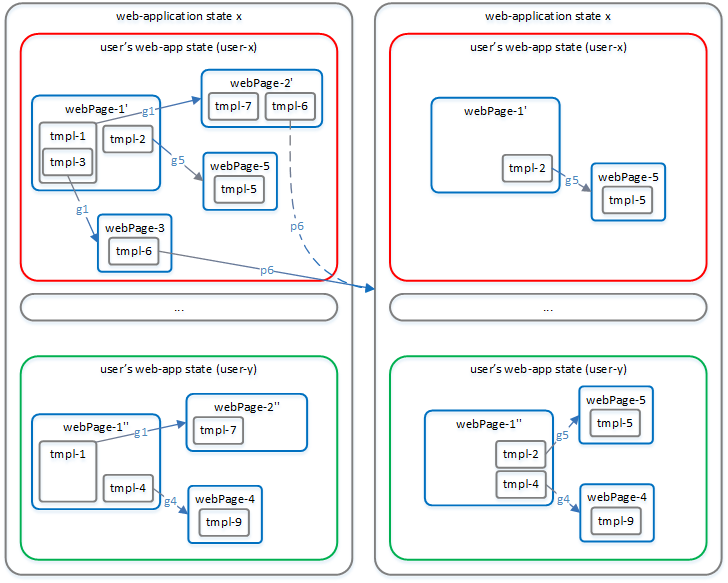 web-application state x
user's web-app state (user-x)
webPage-1'
tmpl-1
tmpl-3
tmpl-2
g1
webPage-2'
tmpl-7
tmpl-6
g5
webPage-5
tmpl-5
g1
webPage-3
tmpl-6
p6
p6
...
user's web-app state (user-y)
webPage-1''
tmpl-1
tmpl-4
g1
webPage-2''
tmpl-7
g4
webPage-4
tmpl-9
web-application state x
user's web-app state (user-x)
webPage-1'
tmpl-2
g5
webPage-5
tmpl-5
...
user's web-app state (user-y)
webPage-1''
tmpl-2
tmpl-4
g5
webPage-5
tmpl-5
g4
webPage-4
tmpl-9